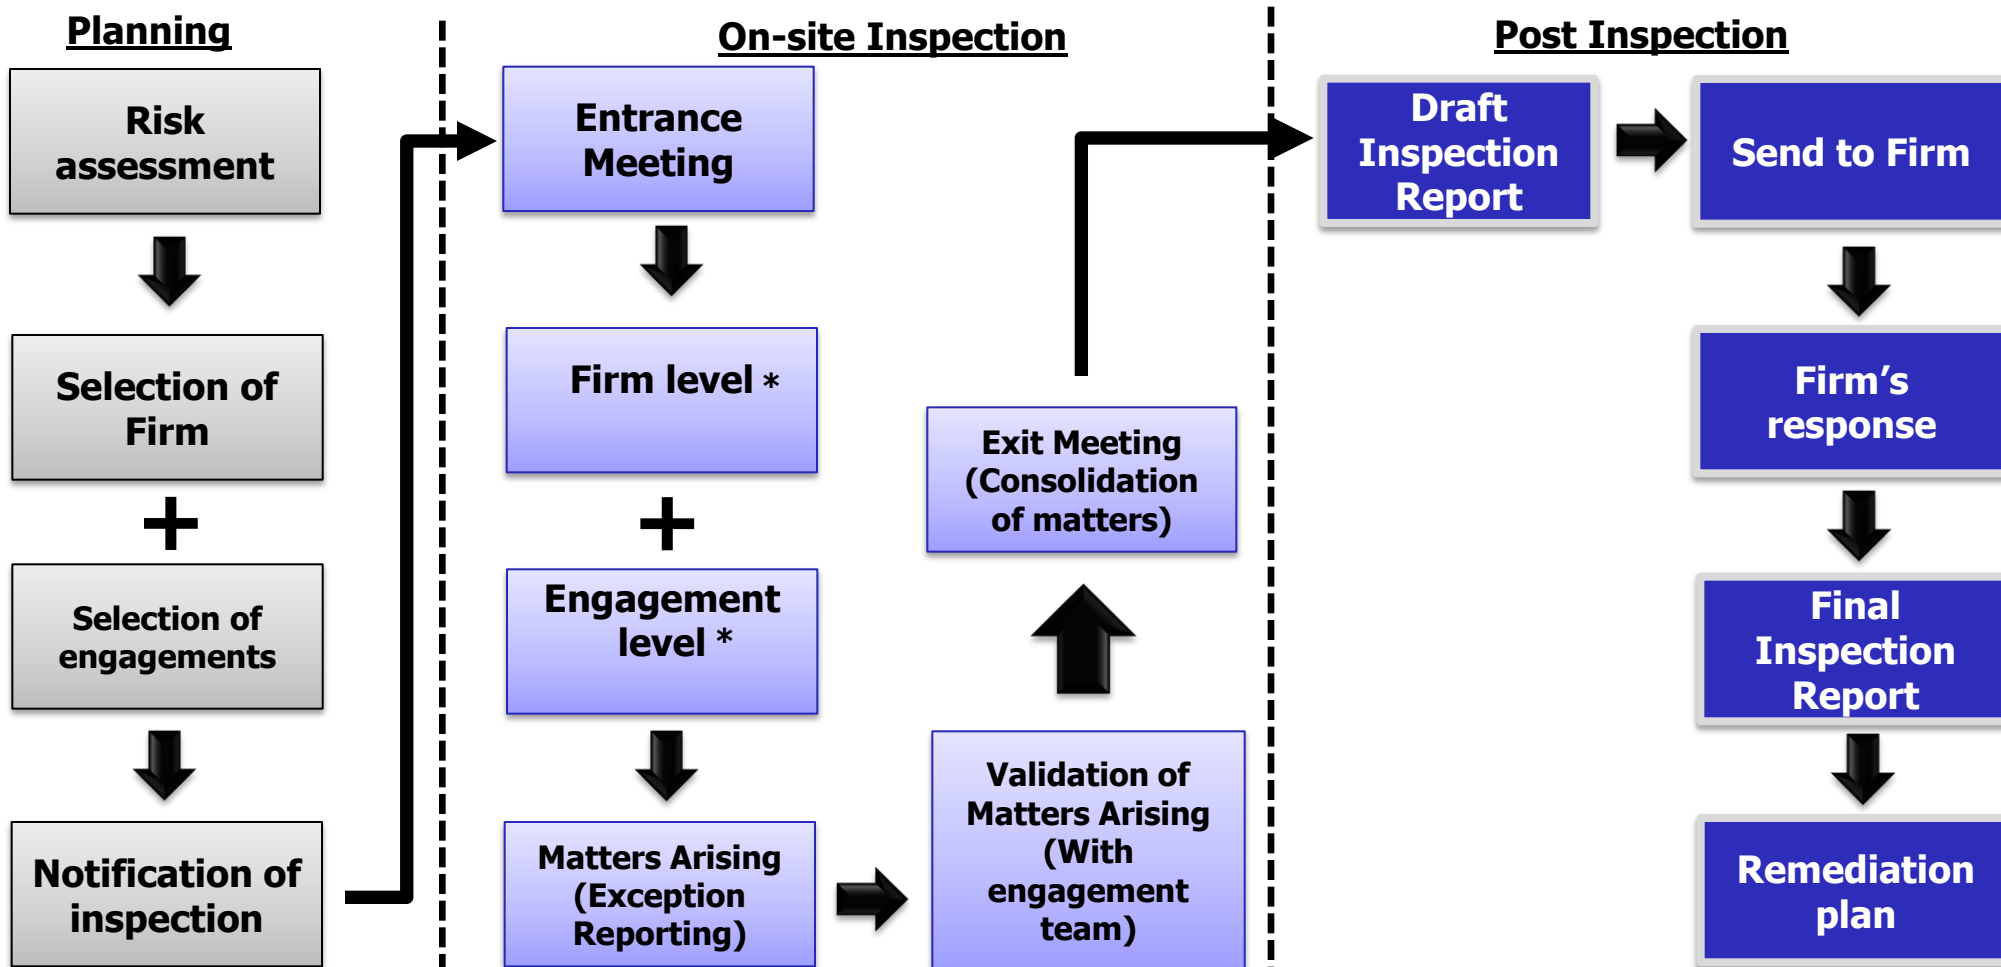 Planning
Risk
assessment
Selection of
Firm
+
Selection of
engagements
Notification of
inspection
On-site Inspection
Entrance
Meeting
Firm level *
+
Engagement
level *
Matters Arising
(Exception
Reporting)
Validation of
Matters Arising
(With
engagement
team)
Exit Meeting
(Consolidation
of matters)
Post Inspection
Draft
Inspection
Report
Send to Firm
Firm’s
response
Final
Inspection
Report
Remediation
plan